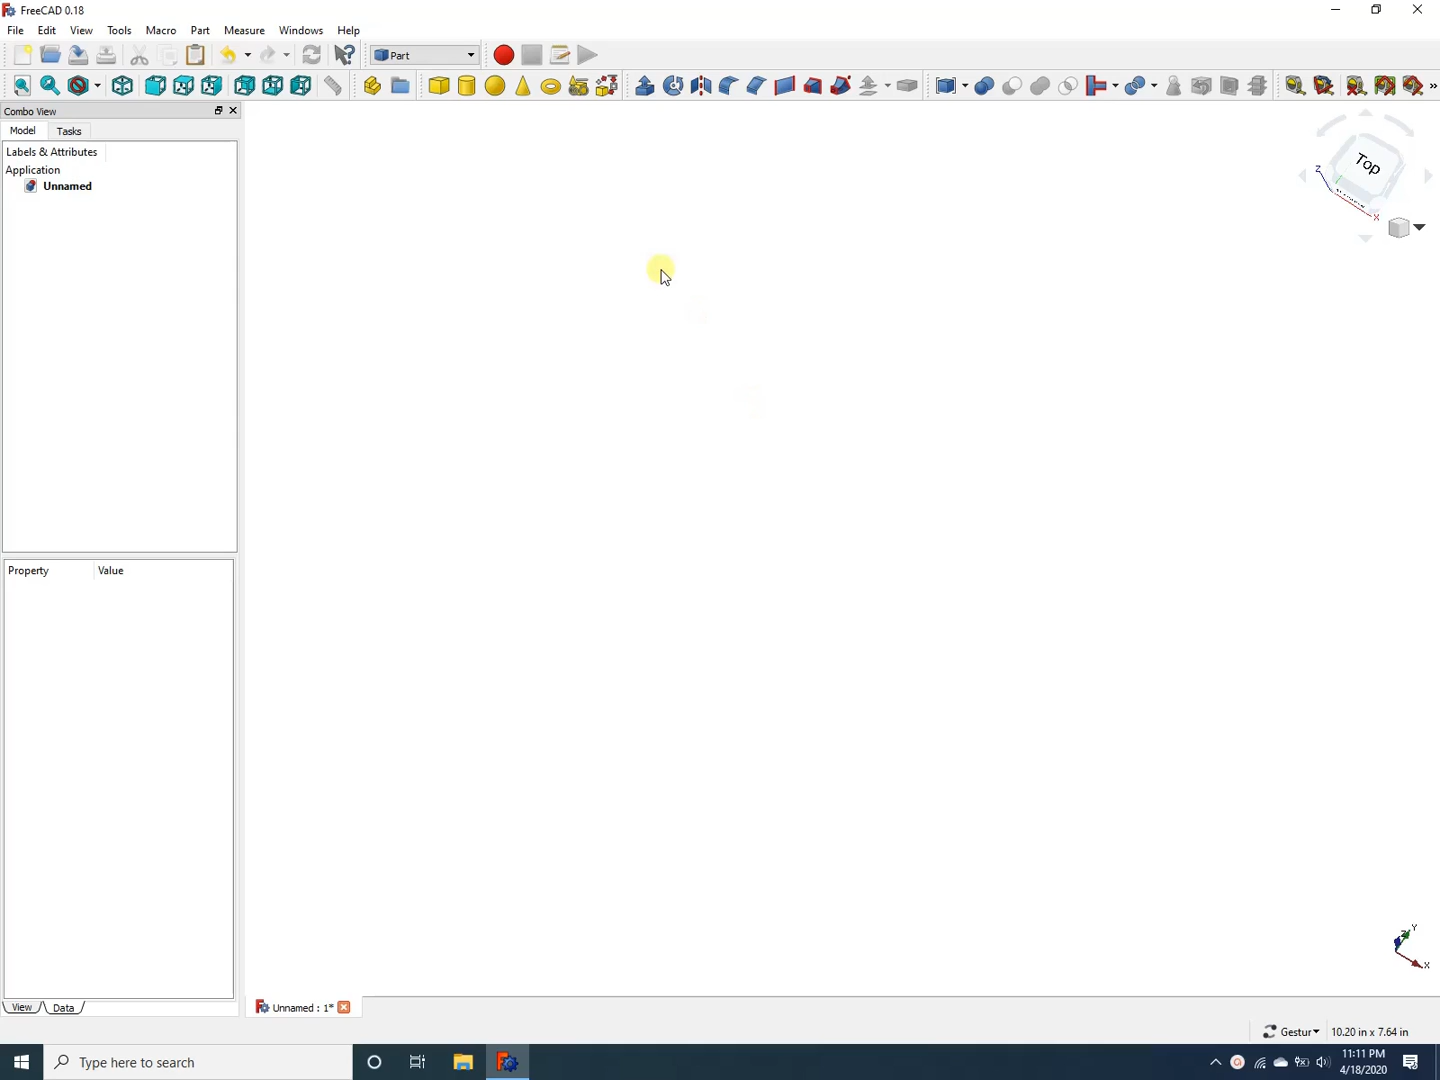 FreeCAD 0.18
File Edit View Tools Macro Part Measure Windows Help
Part
»
Combo View
Model Tasks
Labels & Attributes
Application
Unnamed
Top
Z
X
Property Value
Y
X
View Data
Unnamed : 1*
Gestur 10.20 in x 7.64 in
Type here to search
11:11 PM
4/18/2020